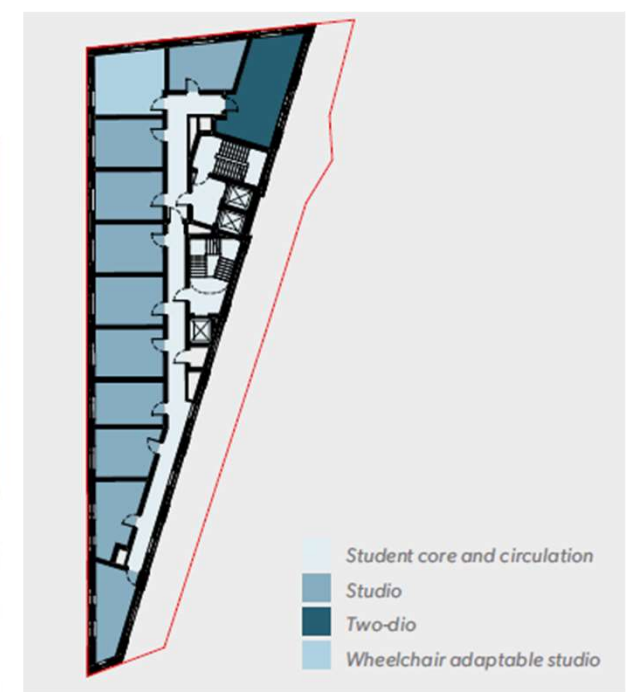 Student core and circulation
Studio
Two-dio
Wheelchair adaptable studio